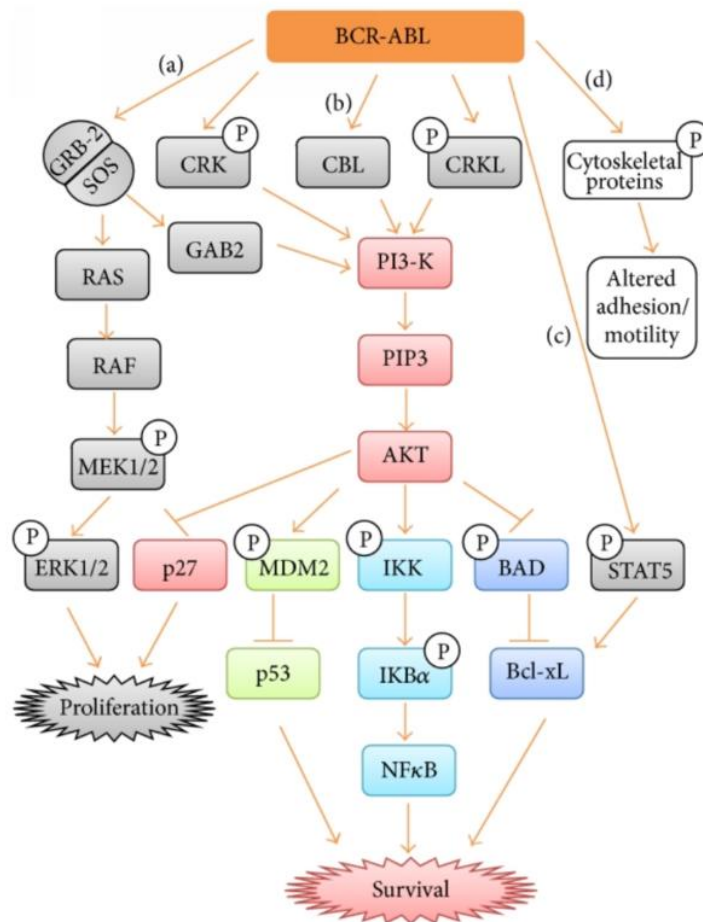 BCR-ABL
(a)
(b)
(d)
GRB-2
SOS
P
CRK
CBL
P
CRKL
P
Cytoskeletal
proteins
GAB2
PI3-K
RAS
Altered
adhesion/
motility
(c)
RAF
PIP3
P
MEK1/2
AKT
P
ERK1/2
p27
P
MDM2
P
IKK
P
BAD
P
STAT5
p53
P
IKBα
Bcl-xL
Proliferation
NFκB
Survival